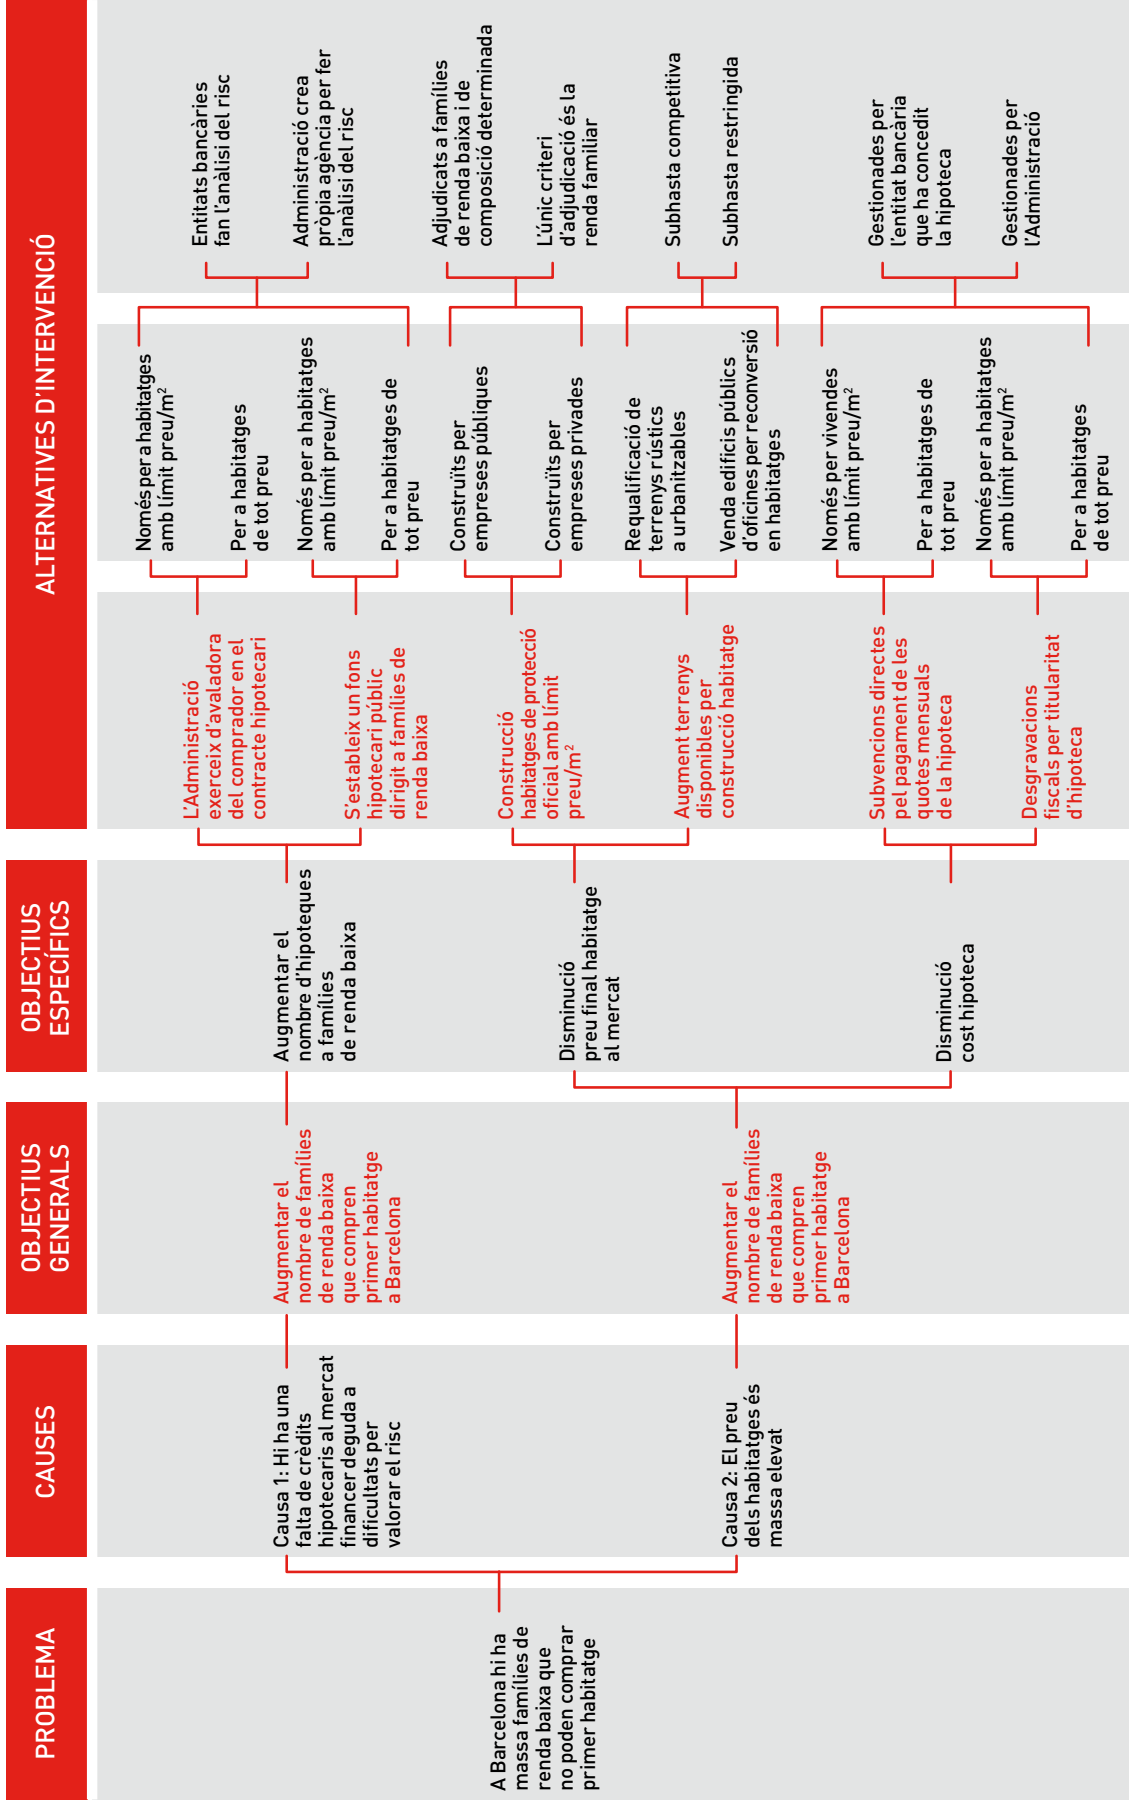 PROBLEMA
A Barcelona hi ha
massa famílies de
renda baixa que
no poden comprar
primer habitatge
CAUSES
Causa 1: Hi ha una
falta de crèdits
hipotecaris al mercat
financer deguda a
dificultats per
valorar el risc
Causa 2: El preu
dels habitatges és
massa elevat
OBJECTIUS
GENERALS
Augmentar el
nombre de famílies
de renda baixa
que compren
primer habitatge
a Barcelona
Augmentar el
nombre de famílies
de renda baixa
que compren
primer habitatge
a Barcelona
OBJECTIUS
ESPECÍFICS
Augmentar el
nombre d'hipoteques
a famílies
de renda baixa
Disminució
preu final habitatge
al mercat
Disminució
cost hipoteca
ALTERNATIVES D'INTERVENCIÓ
L'Administració
exerceix d'avaladora
del comprador en el
contracte hipotecari
S'estableix un fons
hipotecari públic
dirigit a famílies de
renda baixa
Construcció
habitatges de protecció
oficial amb límit
preu/m²
Augment terrenys
disponibles per
construcció habitatge
Subvencions directes
pel pagament de les
quotes mensuals
de la hipoteca
Desgravacions
fiscals per titularitat
d'hipoteca
Només per a habitatges
amb límit preu/m²
Per a habitatges
de tot preu
Només per a habitatges
amb límit preu/m²
Per a habitatges de
tot preu
Construïts per
empreses públiques
Construïts per
empreses privades
Requalificació de
terrenys rústics
a urbanitzables
Venda edificis públics
d'oficines per reconversió
en habitatges
Només per vivendes
amb límit preu/m²
Per a habitatges de
tot preu
Només per a habitatges
amb límit preu/m²
Per a habitatges
de tot preu
Entitats bancàries
fan l'anàlisi del risc
Administració crea
pròpia agència per fer
l'anàlisi del risc
Adjudicats a famílies
de renda baixa i de
composició determinada
L'únic criteri
d'adjudicació és la
renda familiar
Subhasta competitiva
Subhasta restringida
Gestionades per
l'entitat bancària
que ha concedit
la hipoteca
Gestionades per
l'Administració